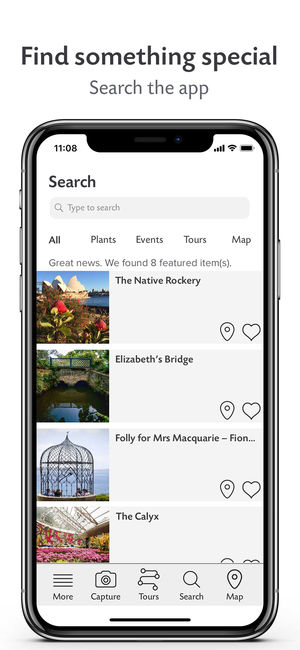 Find something special
Search the app
11:08
Search
Type to search
All Plants Events Tours Map
Great news. We found 8 featured item(s).
The Native Rockery
Elizabeth's Bridge
Folly for Mrs Macquarie – Fion...
The Calyx
More Capture Tours Search Map